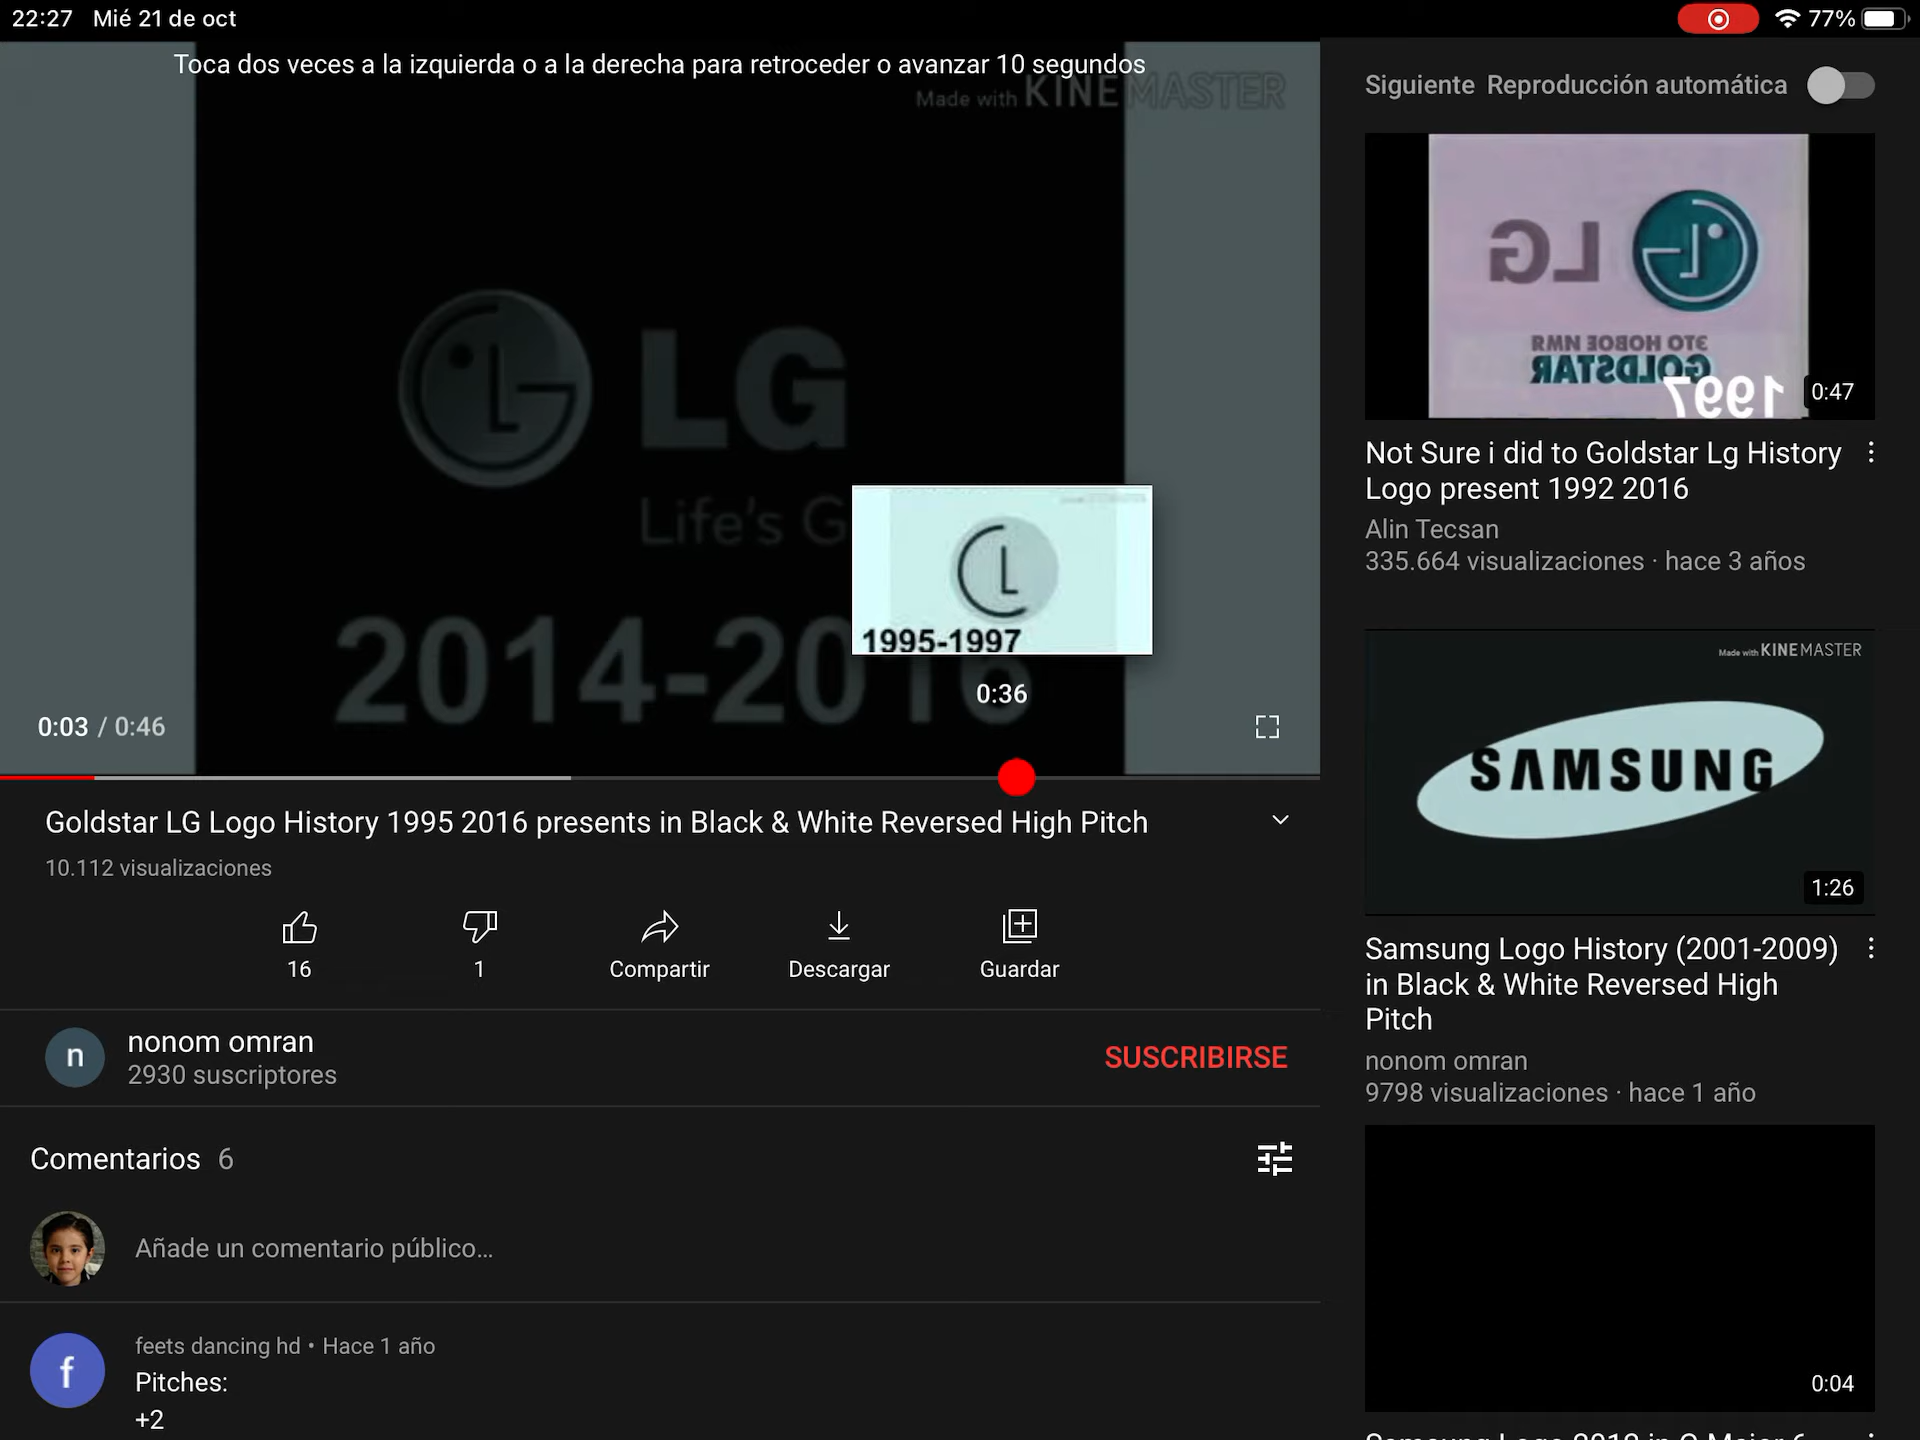 22:27 Mié 21 de oct
77%
Toca dos veces a la izquierda o a la derecha para retroceder o avanzar 10 segundos
Made with KINEMASTER
LG
Life's G
2014-2016
1995-1997
0:36
0:03 / 0:46
Goldstar LG Logo History 1995 2016 presents in Black & White Reversed High Pitch
10.112 visualizaciones
16
1
Compartir
Descargar
Guardar
n
nonom omran
2930 suscriptores
SUSCRIBIRSE
Comentarios 6
Añade un comentario público...
f
feets dancing hd • Hace 1 año
Pitches:
+2
Siguiente Reproducción automática
LG
ЭТО НОВОЕ ИМЯ
GOLDSTAR
1997
0:47
Not Sure i did to Goldstar Lg History
Logo present 1992 2016
Alin Tecsan
335.664 visualizaciones · hace 3 años
Made with KINEMASTER
SAMSUNG
1:26
Samsung Logo History (2001-2009)
in Black & White Reversed High
Pitch
nonom omran
9798 visualizaciones · hace 1 año
0:04